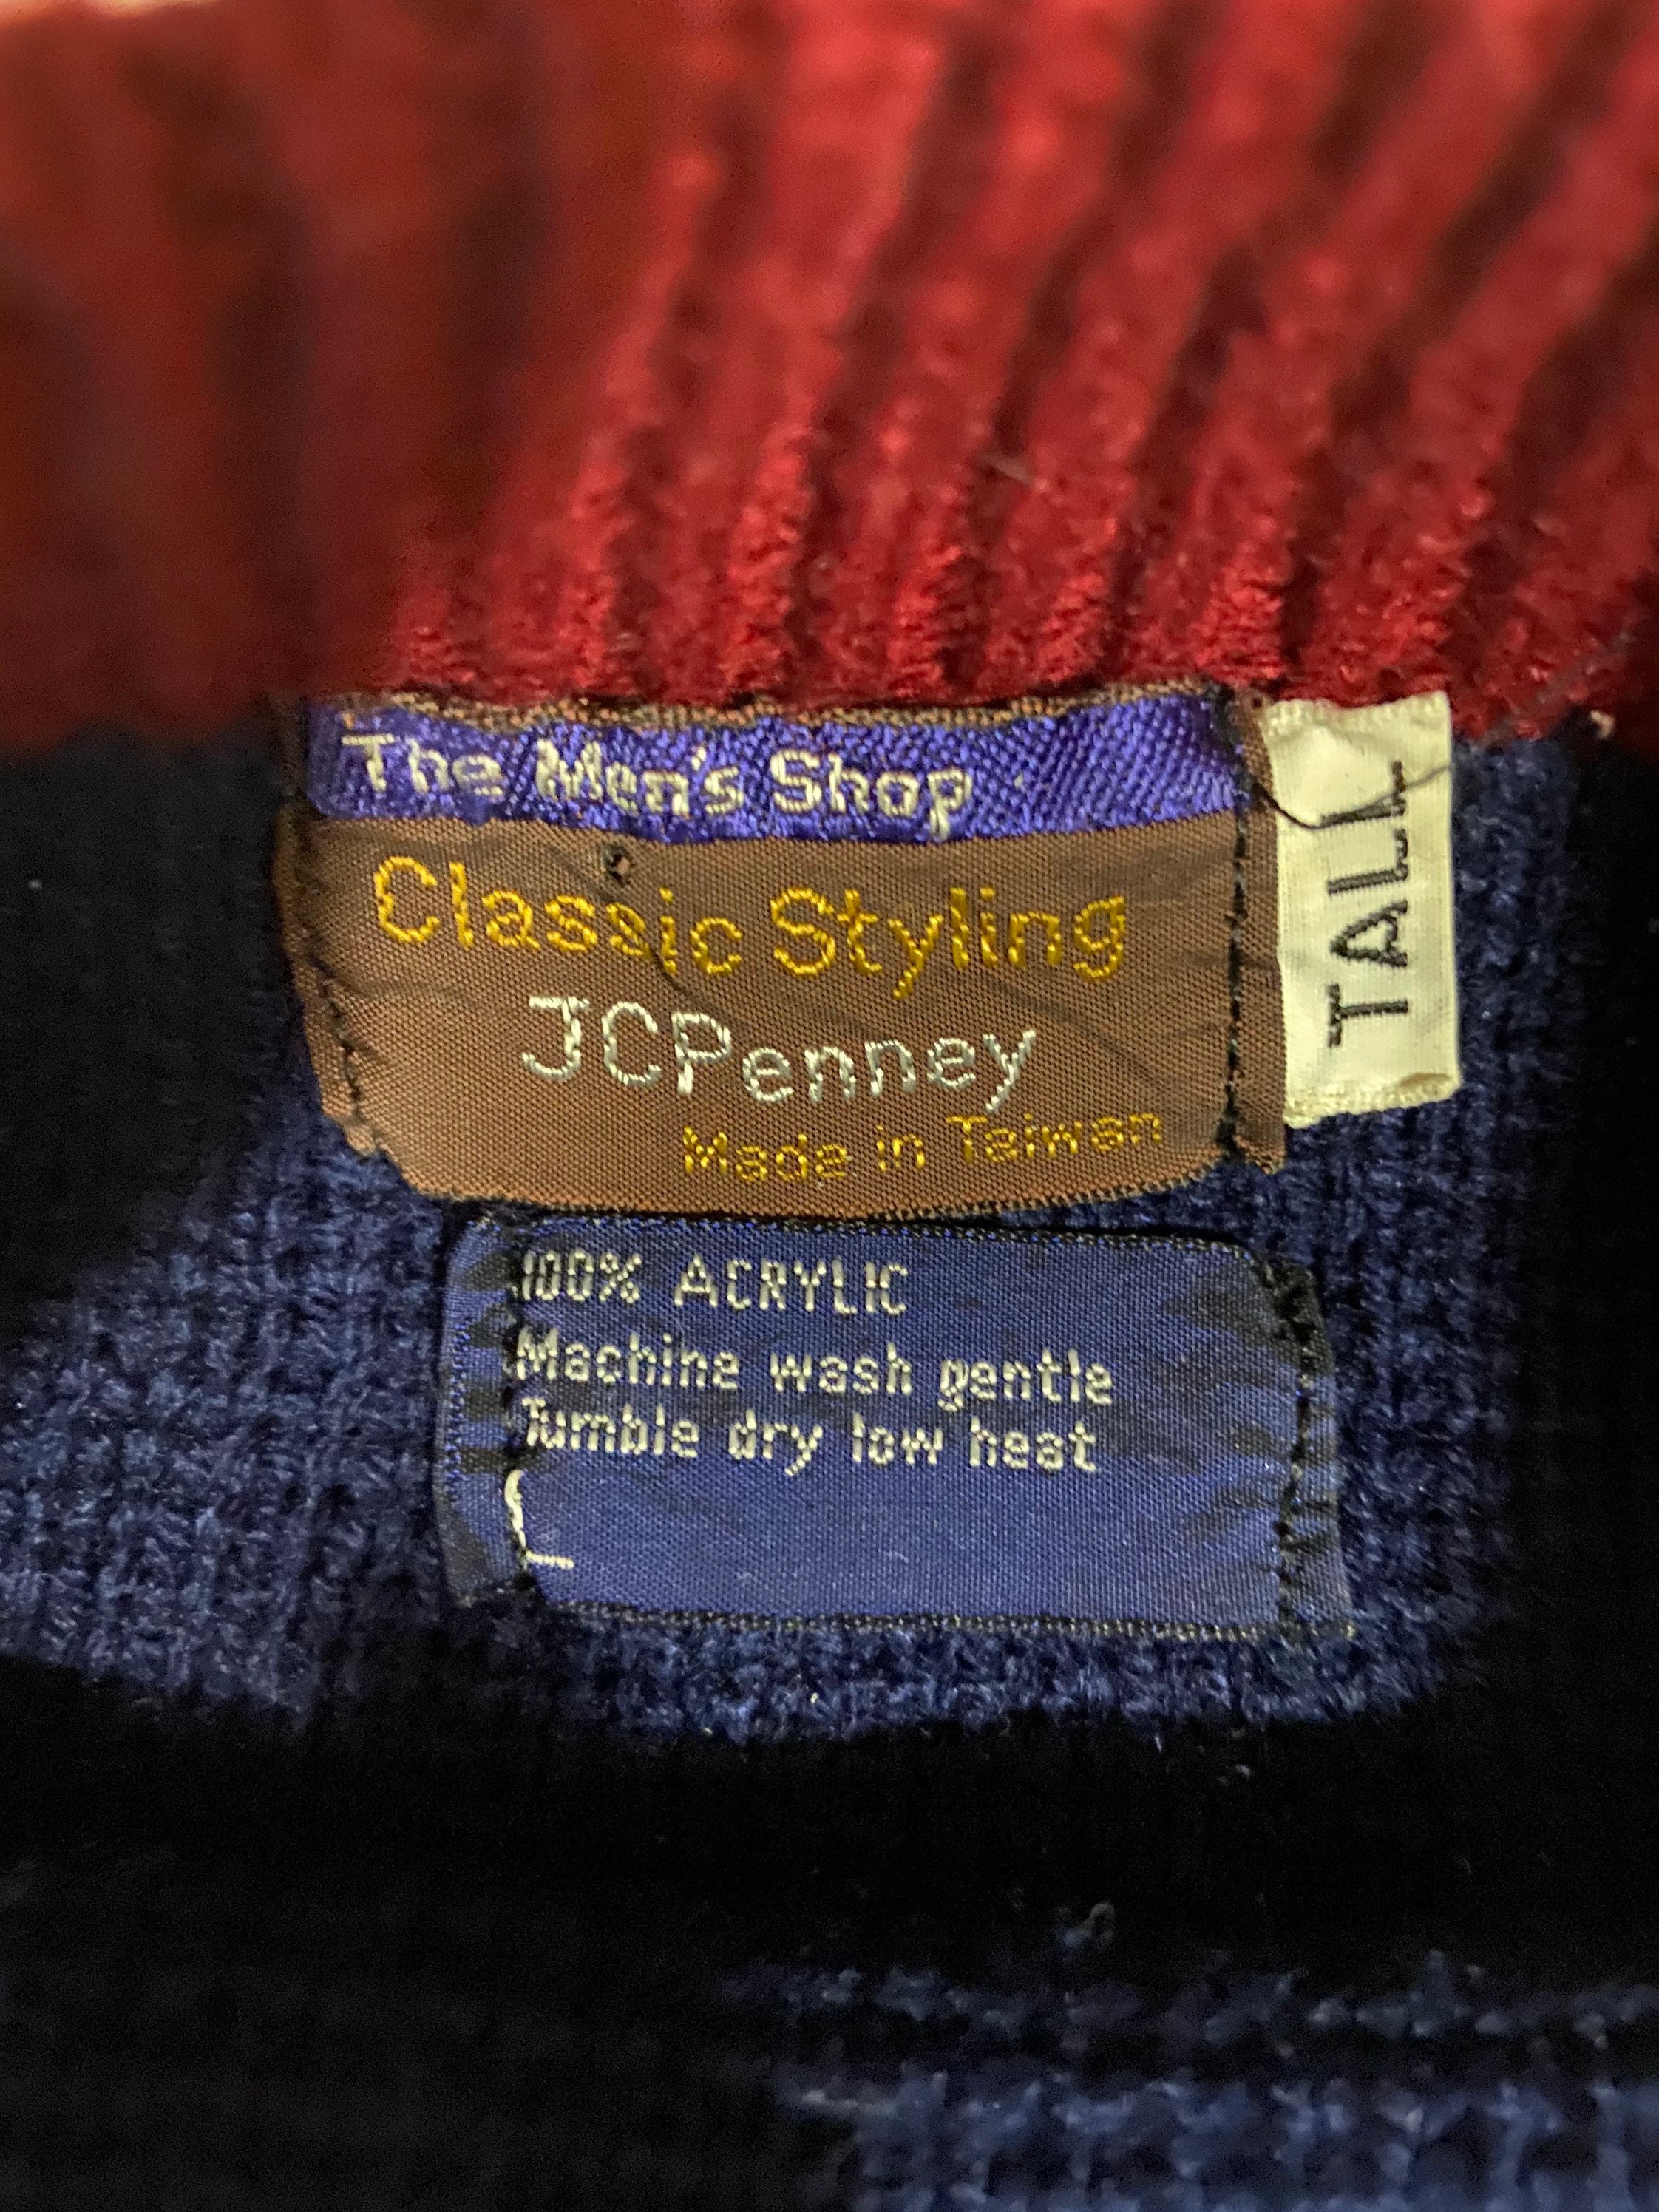 The Men's Shop
Classic Styling
JCPenney
Made in Taiwan
TALL
100% ACRYLIC
Machine wash gentle
Tumble dry low heat
L